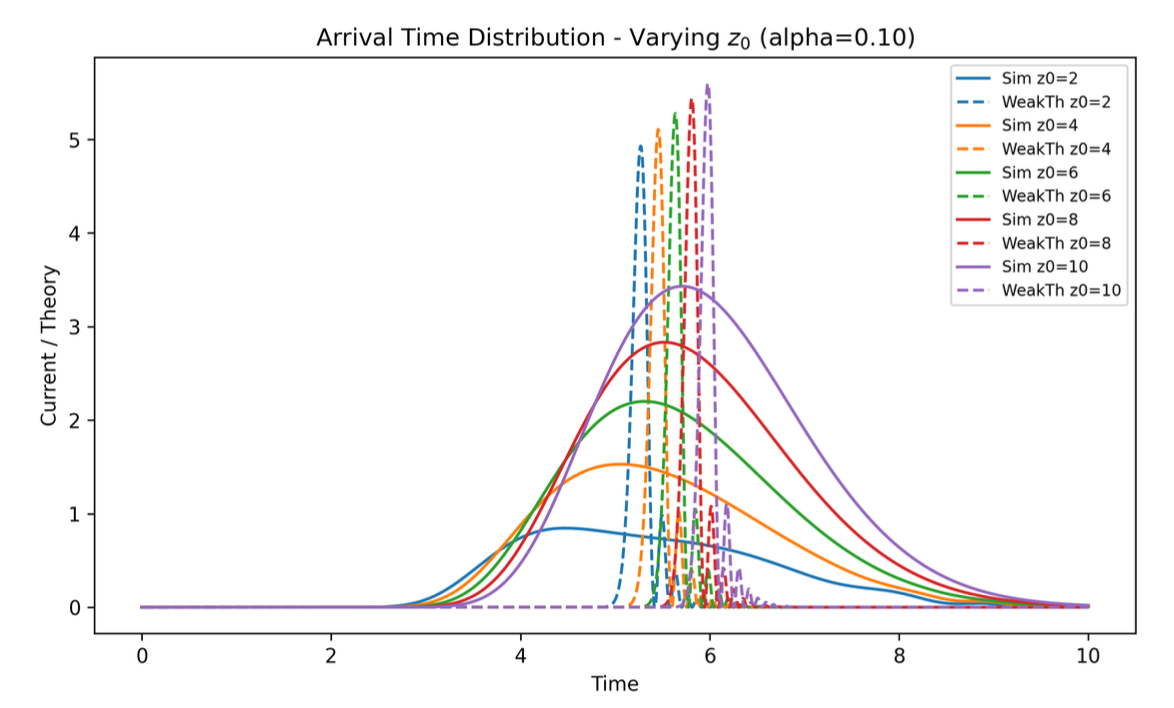 Arrival Time Distribution - Varying z₀ (alpha=0.10)
Sim z0=2
WeakTh z0=2
Sim z0=4
WeakTh z0=4
Sim z0=6
WeakTh z0=6
Sim z0=8
WeakTh z0=8
Sim z0=10
WeakTh z0=10
Current / Theory
5
4
3
2
1
0
0 2 4 6 8 10
Time